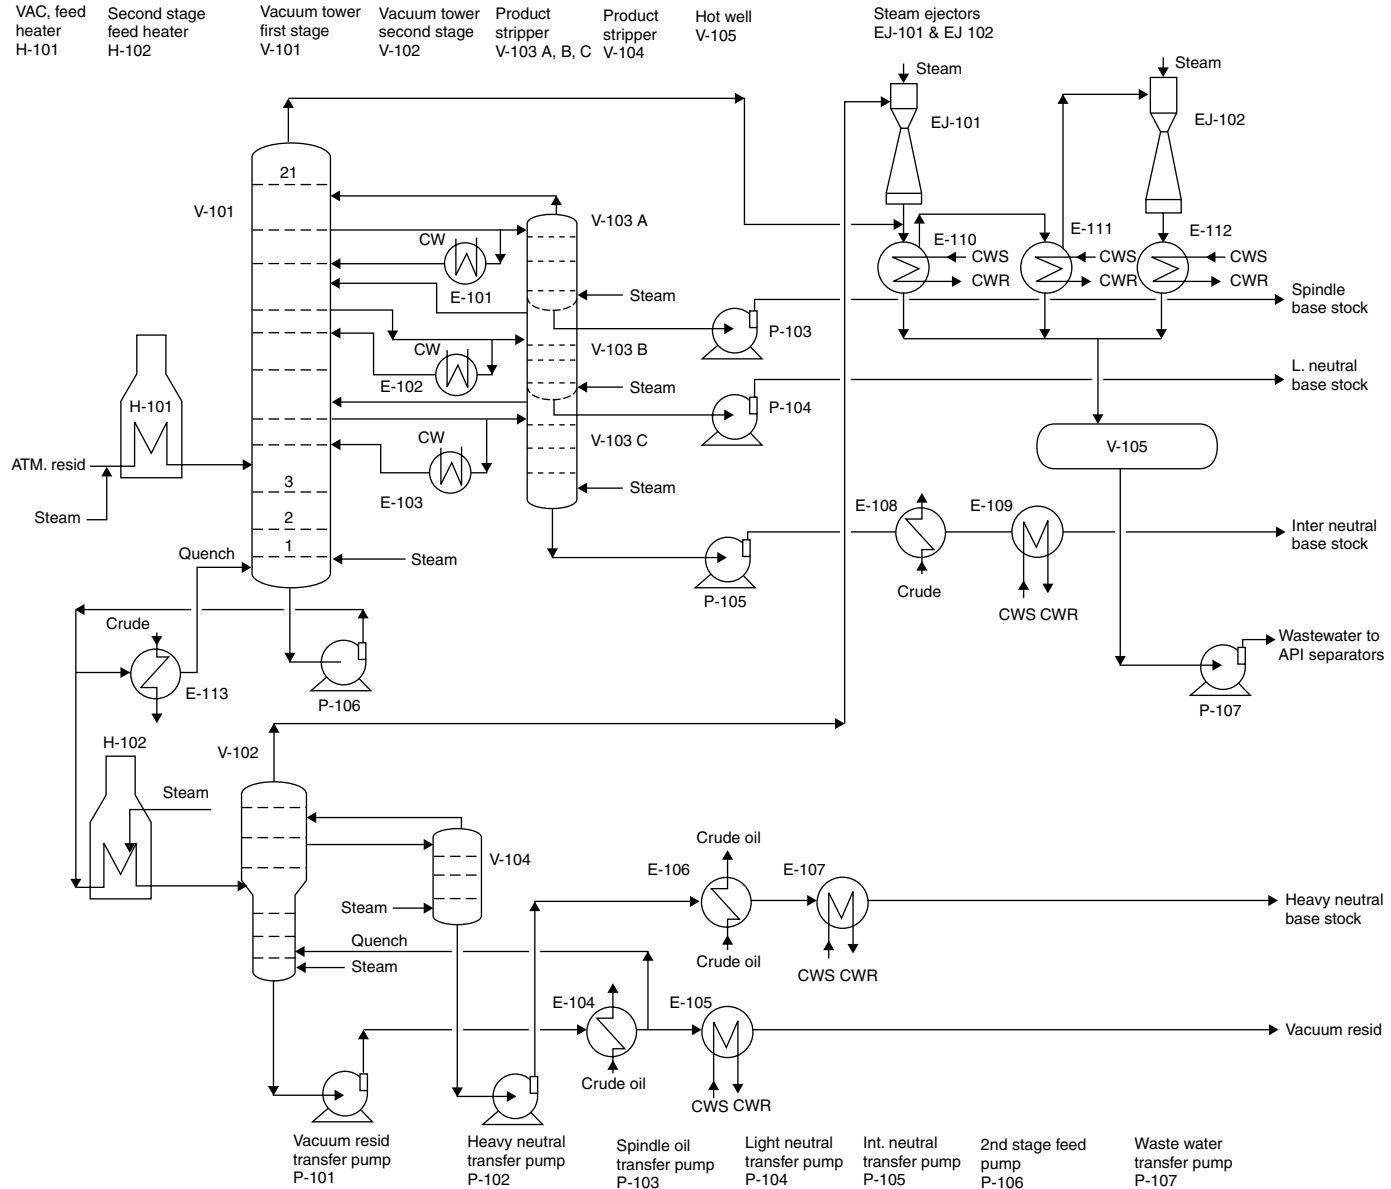 VAC, feed
heater
H-101
Second stage
feed heater
H-102
Vacuum tower
first stage
V-101
Vacuum tower
second stage
V-102
Product
stripper
V-103 A, B, C
Product
stripper
V-104
Hot well
V-105
Steam ejectors
EJ-101 & EJ 102
Steam
Steam
EJ-101
EJ-102
21
V-101
V-103 A
CW
E-101
Steam
E-110
CWS
CWR
E-111
CWS
CWR
E-112
CWS
CWR
Spindle
base stock
P-103
V-103 B
CW
E-102
Steam
L. neutral
base stock
P-104
H-101
V-103 C
CW
E-103
Steam
V-105
ATM. resid
Steam
3
2
1
Quench
Steam
E-108
Crude
E-109
CWS CWR
Inter neutral
base stock
P-105
Crude
E-113
P-106
Wastewater to
API separators
P-107
H-102
V-102
Steam
V-104
Steam
Quench
Steam
Crude oil
E-106
Crude oil
E-107
CWS CWR
Heavy neutral
base stock
E-104
Crude oil
E-105
CWS CWR
Vacuum resid
Vacuum resid
transfer pump
P-101
Heavy neutral
transfer pump
P-102
Spindle oil
transfer pump
P-103
Light neutral
transfer pump
P-104
Int. neutral
transfer pump
P-105
2nd stage feed
pump
P-106
Waste water
transfer pump
P-107